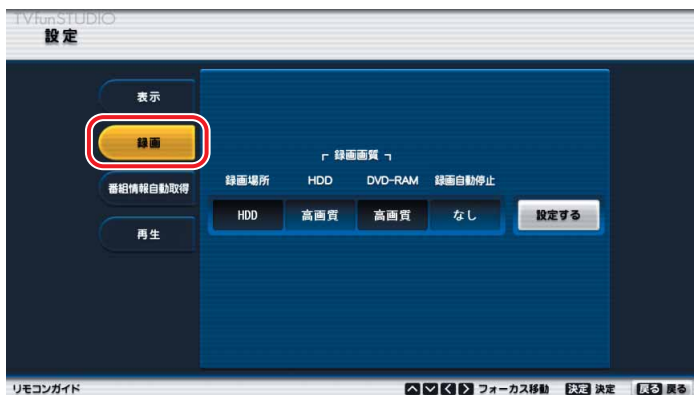 TVfunSTUDIO
設定
表示
録画
番組情報自動取得
再生
┌ 録画画質 ┐
録画場所 HDD DVD-RAM 録画自動停止
HDD 高画質 高画質 なし 設定する
リモコンガイド フォーカス移動 決定 決定 戻る 戻る